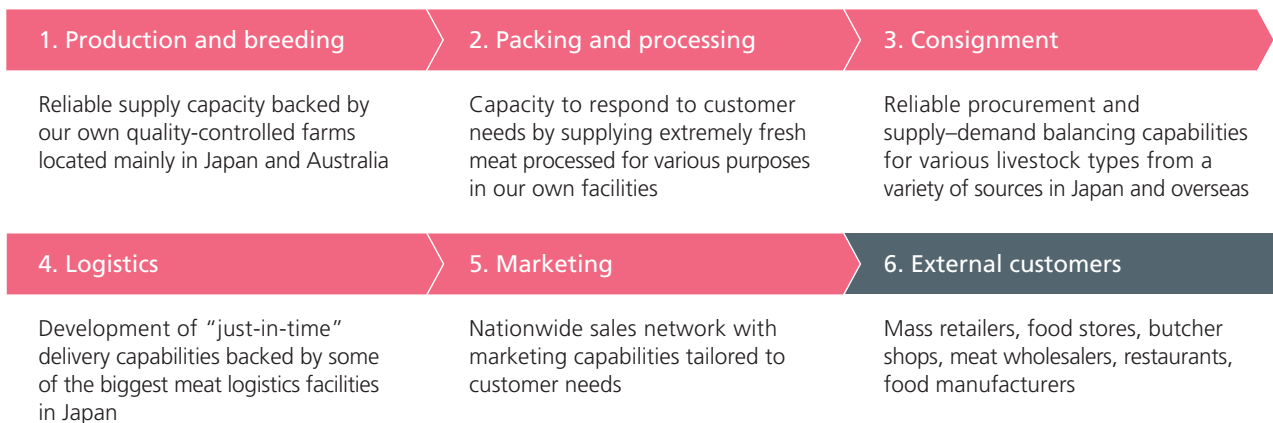 1. Production and breeding
Reliable supply capacity backed by
our own quality-controlled farms
located mainly in Japan and Australia
2. Packing and processing
Capacity to respond to customer
needs by supplying extremely fresh
meat processed for various purposes
in our own facilities
3. Consignment
Reliable procurement and
supply–demand balancing capabilities
for various livestock types from a
variety of sources in Japan and overseas
4. Logistics
Development of “just-in-time”
delivery capabilities backed by some
of the biggest meat logistics facilities
in Japan
5. Marketing
Nationwide sales network with
marketing capabilities tailored to
customer needs
6. External customers
Mass retailers, food stores, butcher
shops, meat wholesalers, restaurants,
food manufacturers